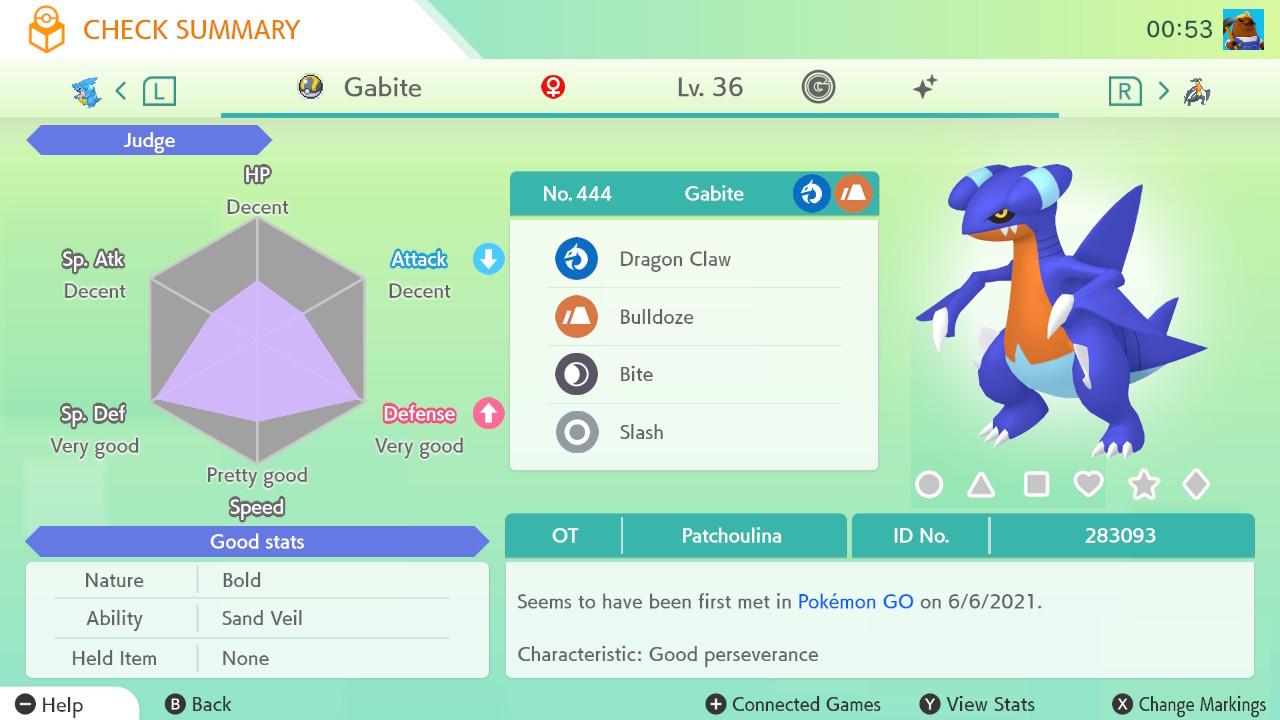 CHECK SUMMARY
00:53
L
Gabite
Lv. 36
G
R
Judge
HP
Decent
Sp. Atk
Decent
Attack
Decent
Sp. Def
Very good
Defense
Very good
Pretty good
Speed
No. 444 Gabite
Dragon Claw
Bulldoze
Bite
Slash
Good stats
Nature Bold
Ability Sand Veil
Held Item None
OT Patchoulina
ID No. 283093
Seems to have been first met in Pokémon GO on 6/6/2021.
Characteristic: Good perseverance
Help
B Back
Connected Games
Y View Stats
X Change Markings